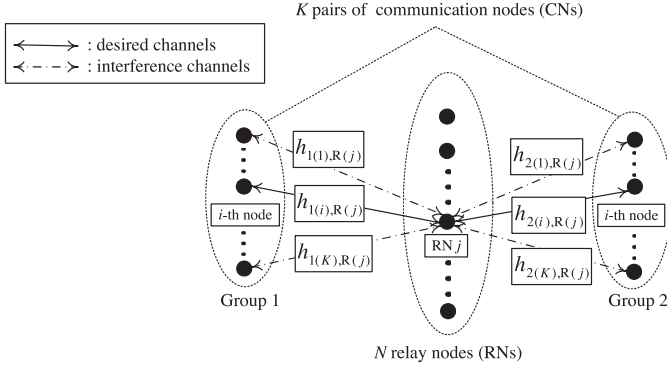 K pairs of communication nodes (CNs)
: desired channels
: interference channels
h1(1),R(j)
h2(1),R(j)
h1(i),R(j)
h2(i),R(j)
i-th node
i-th node
RN j
h1(K),R(j)
h2(K),R(j)
Group 1
Group 2
N relay nodes (RNs)